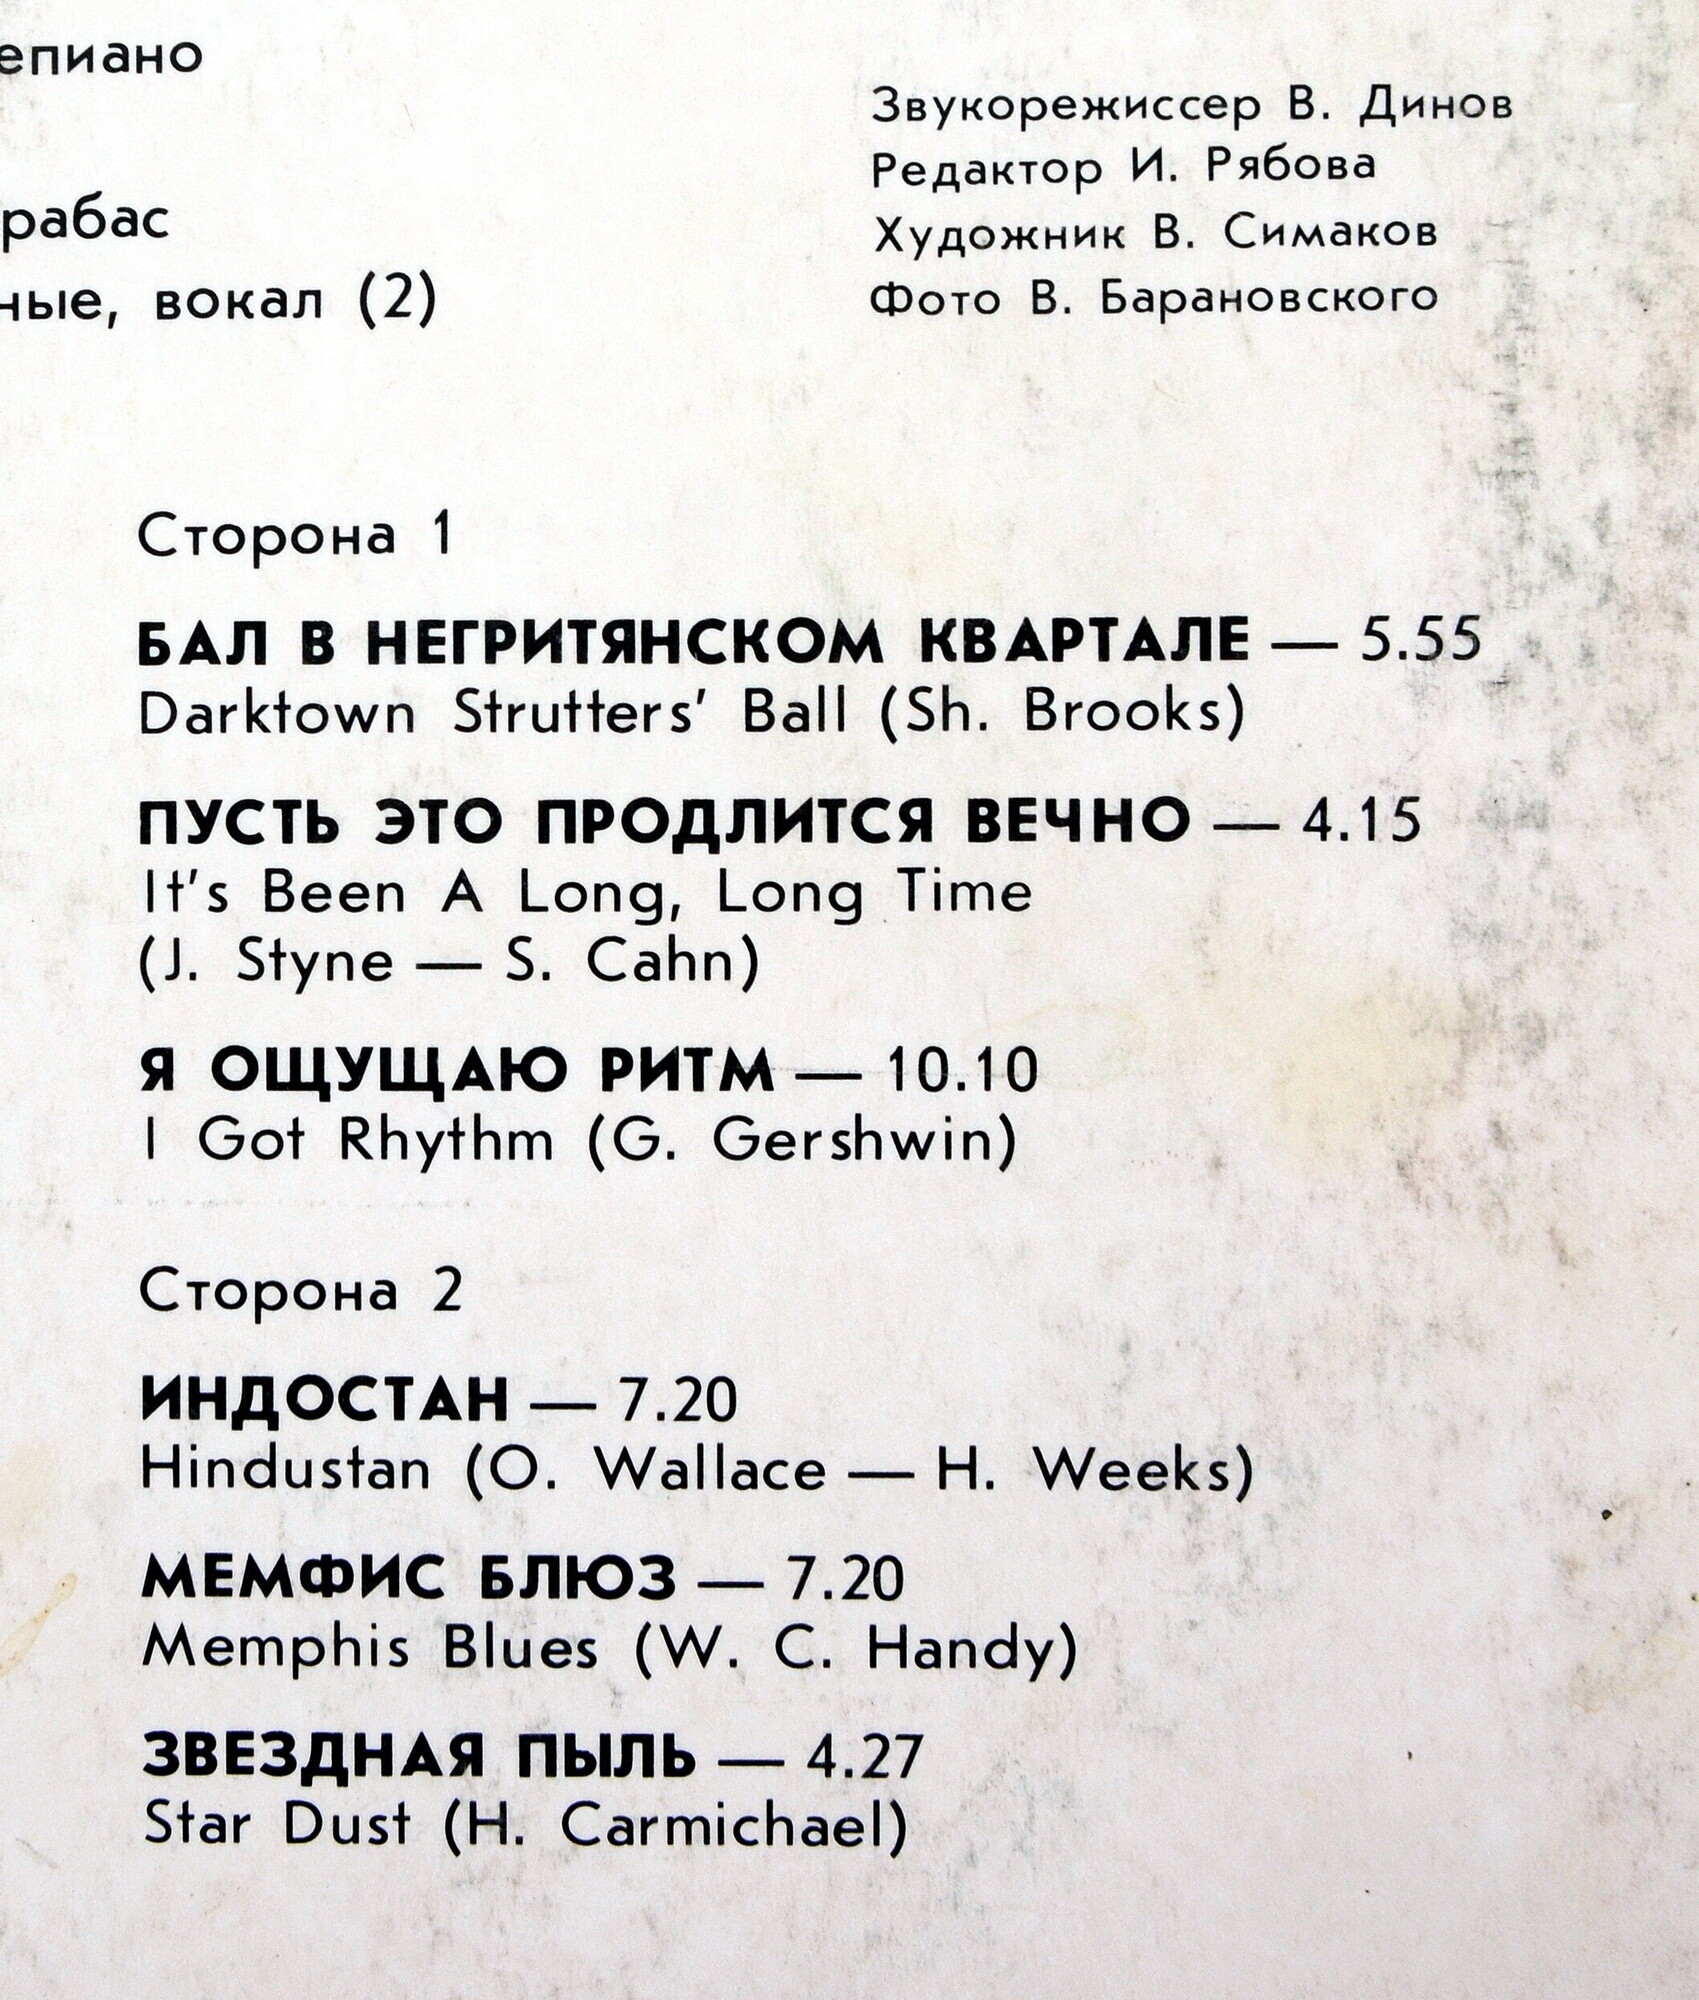 епиано
рабас
ные, вокал (2)
Звукорежиссер В. Динов
Редактор И. Рябова
Художник В. Симаков
Фото В. Барановского
Сторона 1
БАЛ В НЕГРИТЯНСКОМ КВАРТАЛЕ — 5.55
Darktown Strutters’ Ball (Sh. Brooks)
ПУСТЬ ЭТО ПРОДЛИТСЯ ВЕЧНО — 4.15
It’s Been A Long, Long Time
(J. Styne — S. Cahn)
Я ОЩУЩАЮ РИТМ — 10.10
I Got Rhythm (G. Gershwin)
Сторона 2
ИНДОСТАН — 7.20
Hindustan (O. Wallace — H. Weeks)
МЕМФИС БЛЮЗ — 7.20
Memphis Blues (W. C. Handy)
ЗВЕЗДНАЯ ПЫЛЬ — 4.27
Star Dust (H. Carmichael)